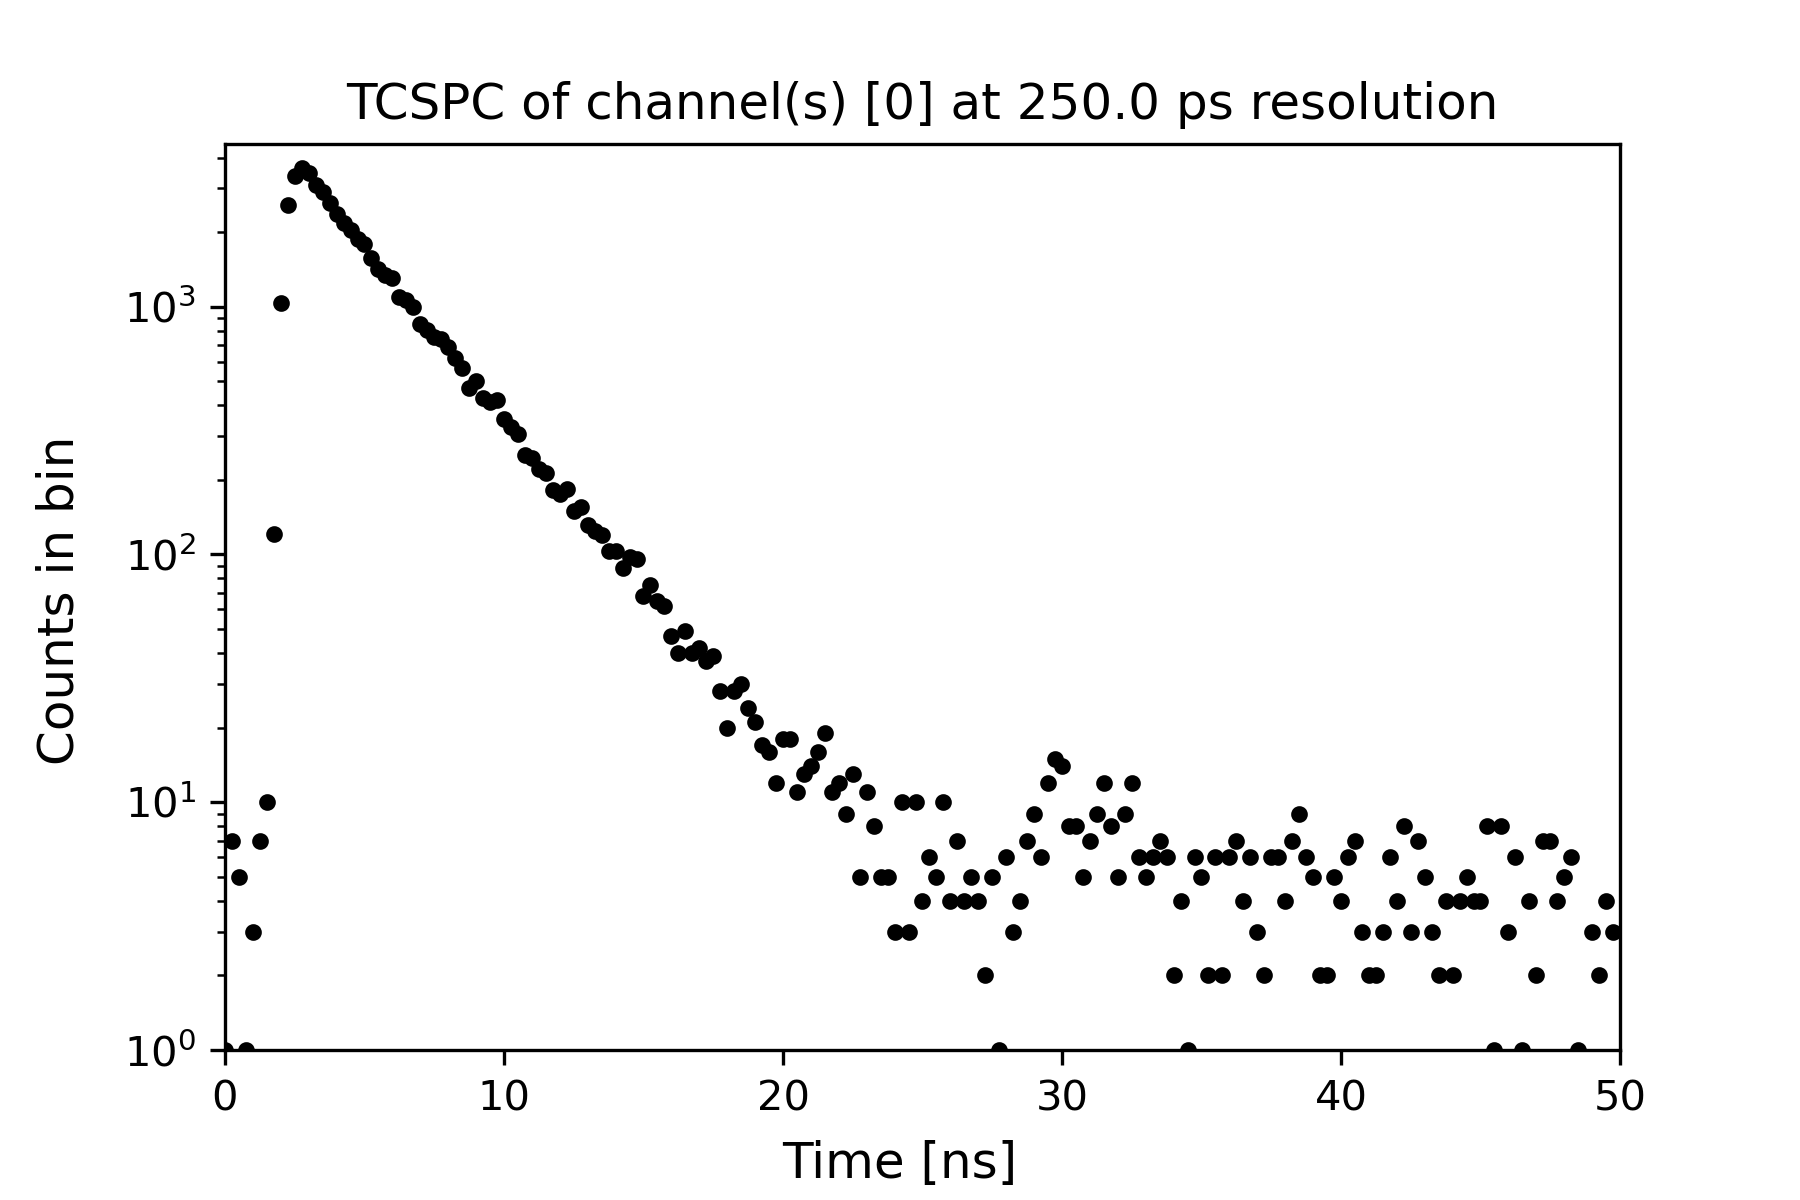 TCSPC of channel(s) [0] at 250.0 ps resolution
Counts in bin
10³
10²
10¹
10⁰
0 10 20 30 40 50
Time [ns]